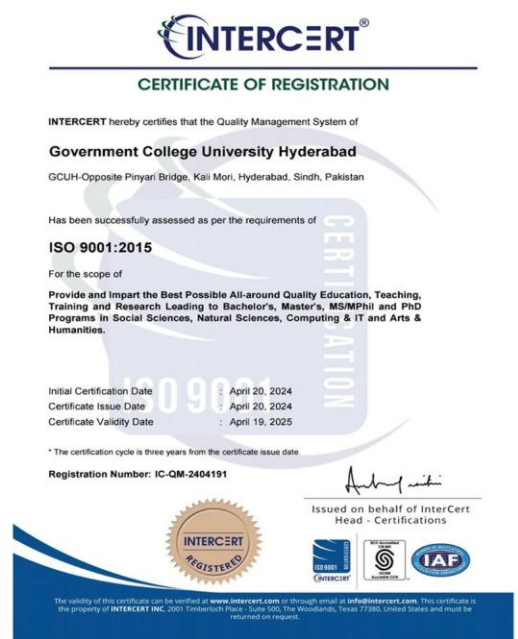 INTERCERT®
CERTIFICATE OF REGISTRATION
INTERCERT hereby certifies that the Quality Management System of
Government College University Hyderabad
GCUH-Opposite Pinyari Bridge, Kali Mori, Hyderabad, Sindh, Pakistan
Has been successfully assessed as per the requirements of
ISO 9001:2015
For the scope of
Provide and Impart the Best Possible All-around Quality Education, Teaching,
Training and Research Leading to Bachelor's, Master's, MS/MPhil and PhD
Programs in Social Sciences, Natural Sciences, Computing & IT and Arts &
Humanities.
CERTIFICATION
ISO 9001
Initial Certification Date : April 20, 2024
Certificate Issue Date : April 20, 2024
Certificate Validity Date : April 19, 2025
* The certification cycle is three years from the certificate issue date
Registration Number: IC-QM-2404191
Issued on behalf of InterCert
Head - Certifications
INTERCERT
REGISTERED
ISO 9001
CERTIFICATION
INTERCERT
IAF
The validity of this certificate can be verified at www.intercert.com or through email at info@intercert.com. This certificate is
the property of INTERCERT INC, 2001 Timberloch Place - Suite 500, The Woodlands, Texas 77380, United States and must be
returned on request.